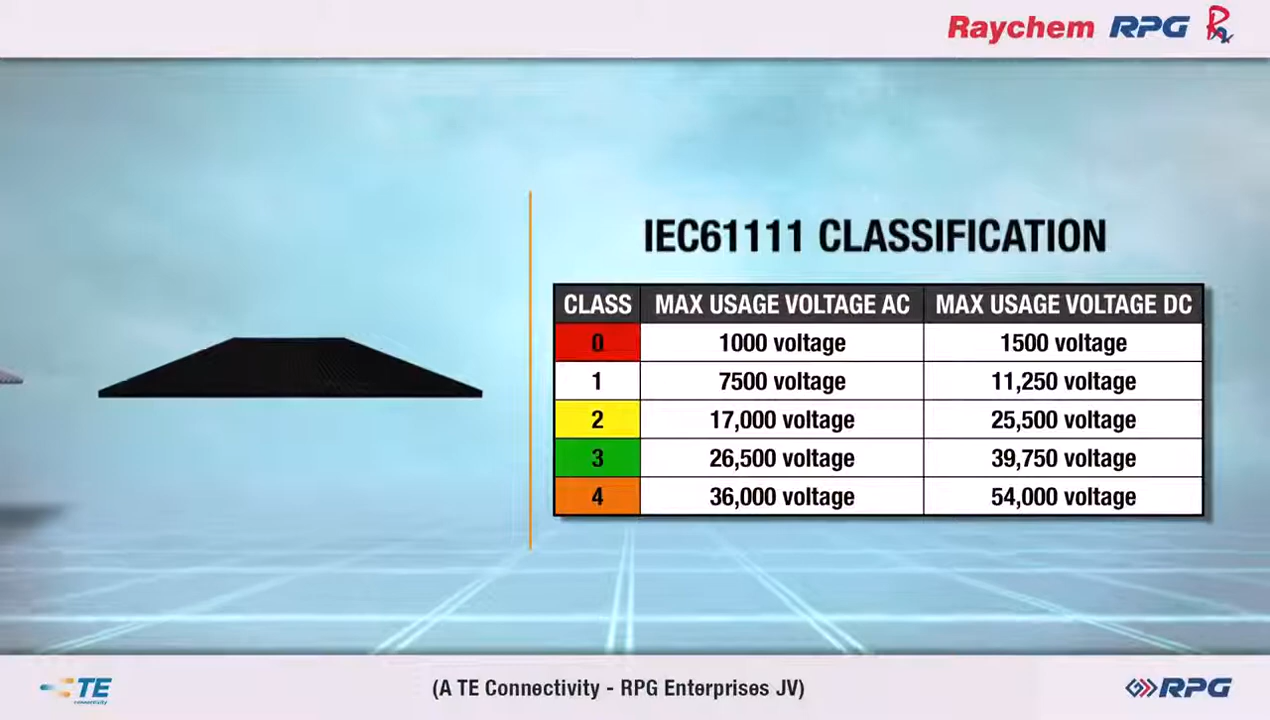 Raychem RPG
IEC61111 CLASSIFICATION
CLASS MAX USAGE VOLTAGE AC MAX USAGE VOLTAGE DC
0 1000 voltage 1500 voltage
1 7500 voltage 11,250 voltage
2 17,000 voltage 25,500 voltage
3 26,500 voltage 39,750 voltage
4 36,000 voltage 54,000 voltage
TE
connectivity
(A TE Connectivity - RPG Enterprises JV)
RPG